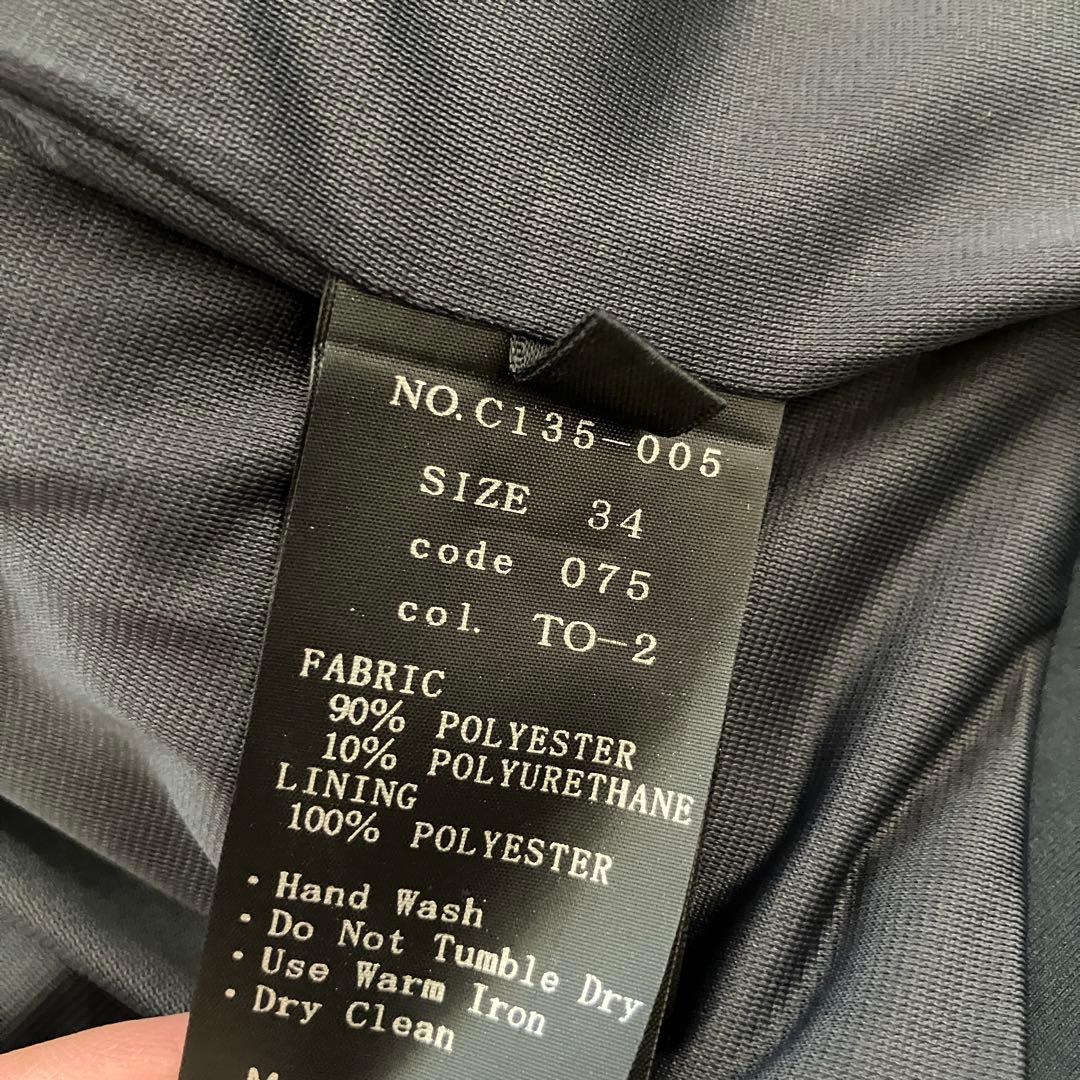 NO.C135-005
SIZE 34
code 075
col. TO-2
FABRIC
90% POLYESTER
10% POLYURETHANE
LINING
100% POLYESTER
・Hand Wash
・Do Not Tumble Dry
・Use Warm Iron
・Dry Clean